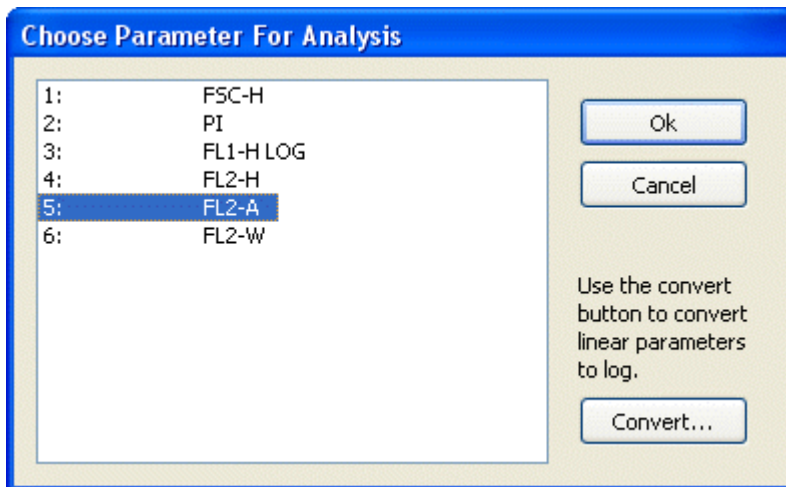 Choose Parameter For Analysis
1: FSC-H
2: PI
3: FL1-H LOG
4: FL2-H
5: FL2-A
6: FL2-W
Ok
Cancel
Use the convert
button to convert
linear parameters
to log.
Convert...